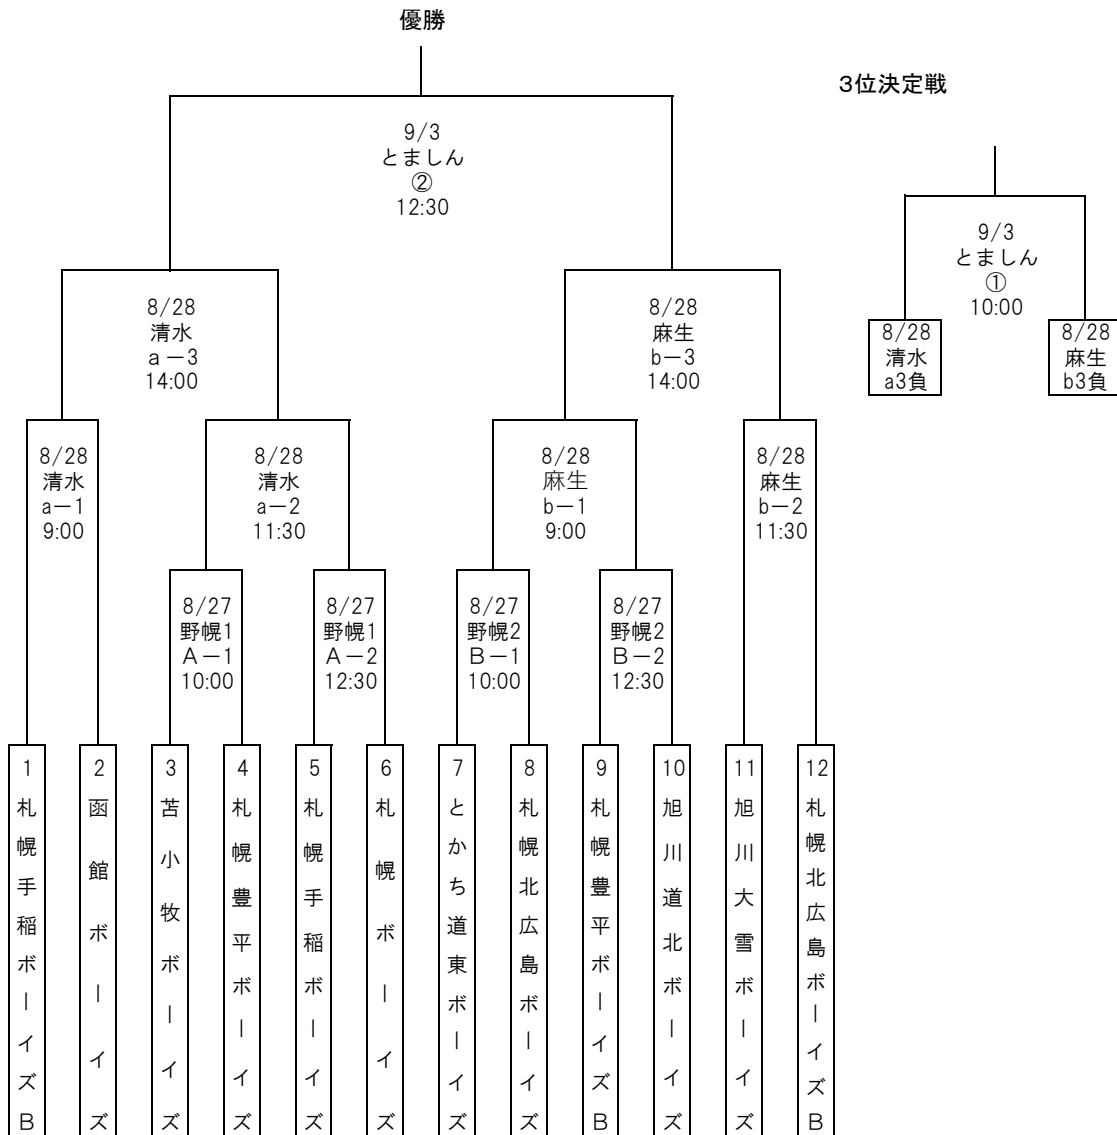 優勝
3位決定戦
9/3
とましん
②
12:30
9/3
とましん
①
10:00
8/28
清水
a3負
8/28
麻生
b3負
8/28
清水
a－3
14:00
8/28
麻生
b－3
14:00
8/28
清水
a－1
9:00
8/28
清水
a－2
11:30
8/28
麻生
b－1
9:00
8/28
麻生
b－2
11:30
8/27
野幌1
A－1
10:00
8/27
野幌1
A－2
12:30
8/27
野幌2
B－1
10:00
8/27
野幌2
B－2
12:30
1
札幌手稲ボーイズB
2
函館ボーイズ
3
苫小牧ボーイズ
4
札幌豊平ボーイズ
5
札幌手稲ボーイズ
6
札幌ボーイズ
7
とかち道東ボーイズ
8
札幌北広島ボーイズ
9
札幌豊平ボーイズB
10
旭川道北ボーイズ
11
旭川大雪ボーイズ
12
札幌北広島ボーイズB